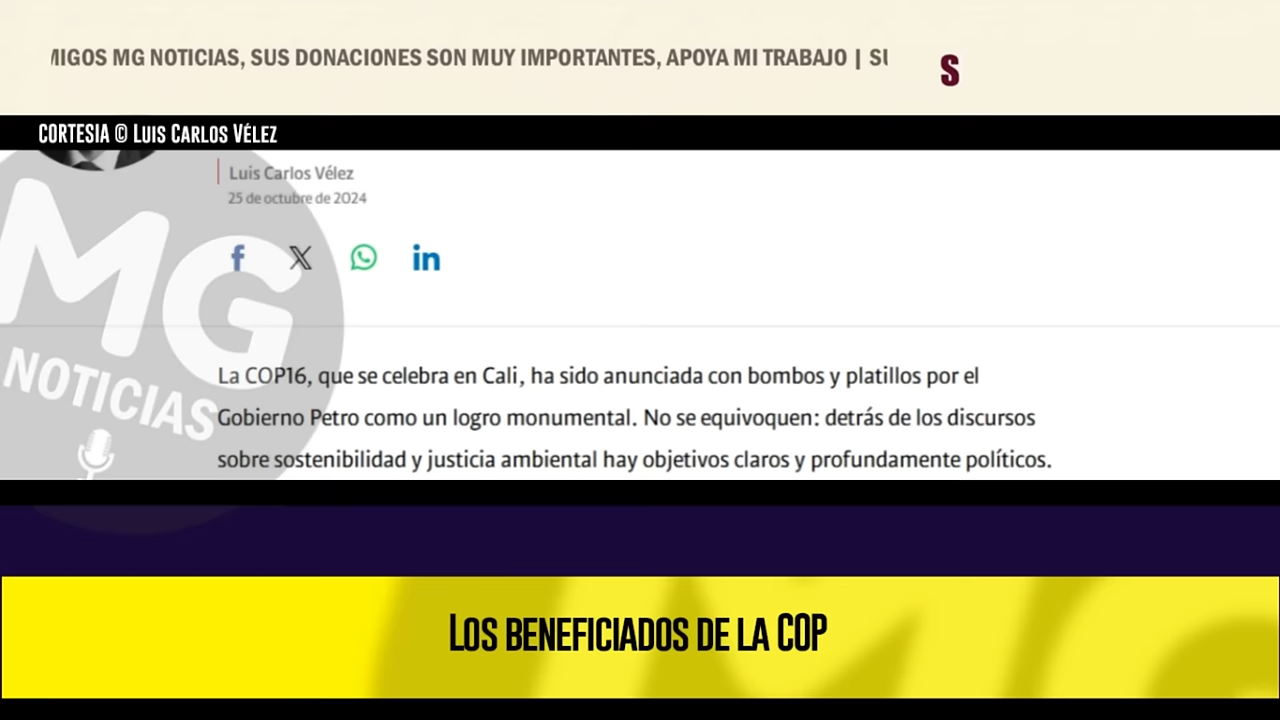 MIGOS MG NOTICIAS, SUS DONACIONES SON MUY IMPORTANTES, APOYA MI TRABAJO | SU
S
CORTESIA © LUIS CARLOS VÉLEZ
Luis Carlos Vélez
25 de octubre de 2024
MG
NOTICIAS
La COP16, que se celebra en Cali, ha sido anunciada con bombos y platillos por el
Gobierno Petro como un logro monumental. No se equivoquen: detrás de los discursos
sobre sostenibilidad y justicia ambiental hay objetivos claros y profundamente políticos.
LOS BENEFICIADOS DE LA COP